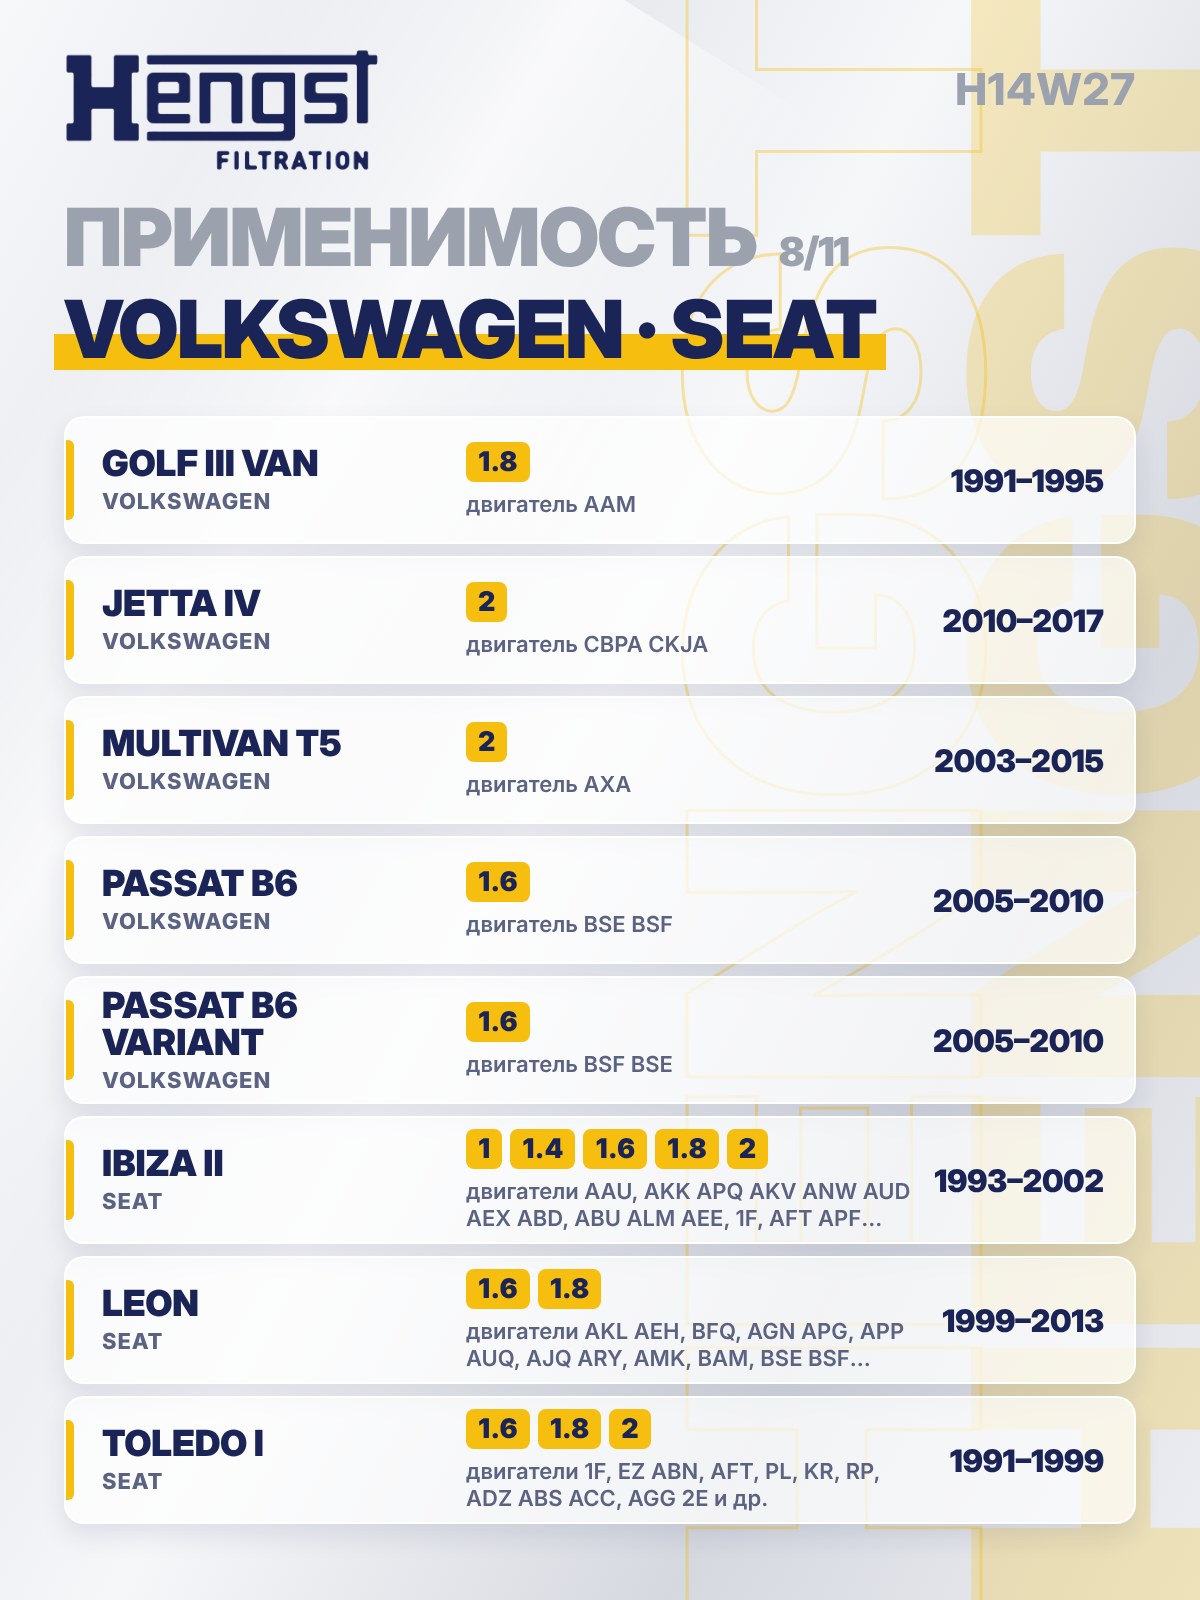 Hengst
FILTRATION
H14W27
ПРИМЕНИМОСТЬ 8/11
VOLKSWAGEN · SEAT
GOLF III VAN
VOLKSWAGEN
1.8
двигатель AAM
1991–1995
JETTA IV
VOLKSWAGEN
2
двигатель CBPA CKJA
2010–2017
MULTIVAN T5
VOLKSWAGEN
2
двигатель AXA
2003–2015
PASSAT B6
VOLKSWAGEN
1.6
двигатель BSE BSF
2005–2010
PASSAT B6
VARIANT
VOLKSWAGEN
1.6
двигатель BSF BSE
2005–2010
IBIZA II
SEAT
1 1.4 1.6 1.8 2
двигатели AAU, AKK APQ AKV ANW AUD
AEX ABD, ABU ALM AEE, 1F, AFT APF...
1993–2002
LEON
SEAT
1.6 1.8
двигатели AKL AEH, BFQ, AGN APG, APP
AUQ, AJQ ARY, AMK, BAM, BSE BSF...
1999–2013
TOLEDO I
SEAT
1.6 1.8 2
двигатели 1F, EZ ABN, AFT, PL, KR, RP,
ADZ ABS ACC, AGG 2E и др.
1991–1999
HENGST
HENGST